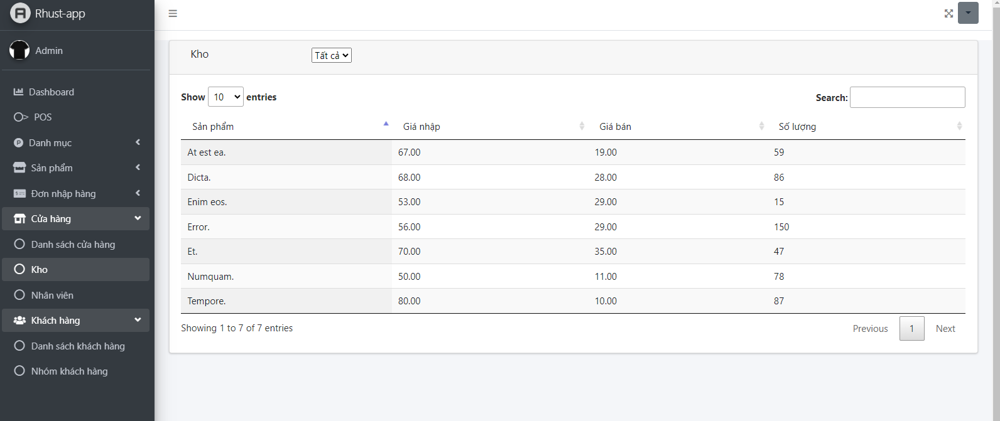 Rhust-app
Admin
Dashboard
POS
Danh mục
Sản phẩm
Đơn nhập hàng
Cửa hàng
Danh sách cửa hàng
Kho
Nhân viên
Khách hàng
Danh sách khách hàng
Nhóm khách hàng
Kho Tất cả
Show 10 entries Search:
Sản phẩm Giá nhập Giá bán Số lượng
At est ea. 67.00 19.00 59
Dicta. 68.00 28.00 86
Enim eos. 53.00 29.00 15
Error. 56.00 29.00 150
Et. 70.00 35.00 47
Numquam. 50.00 11.00 78
Tempore. 80.00 10.00 87
Showing 1 to 7 of 7 entries Previous 1 Next